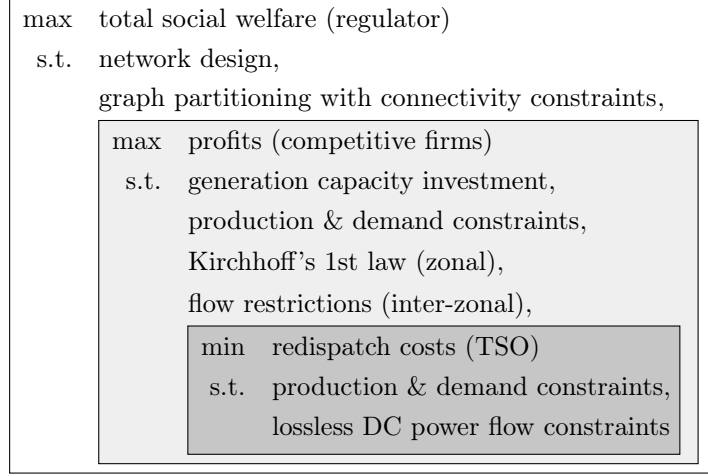 max total social welfare (regulator)
s.t. network design,
graph partitioning with connectivity constraints,
max profits (competitive firms)
s.t. generation capacity investment,
production & demand constraints,
Kirchhoff's 1st law (zonal),
flow restrictions (inter-zonal),
min redispatch costs (TSO)
s.t. production & demand constraints,
lossless DC power flow constraints